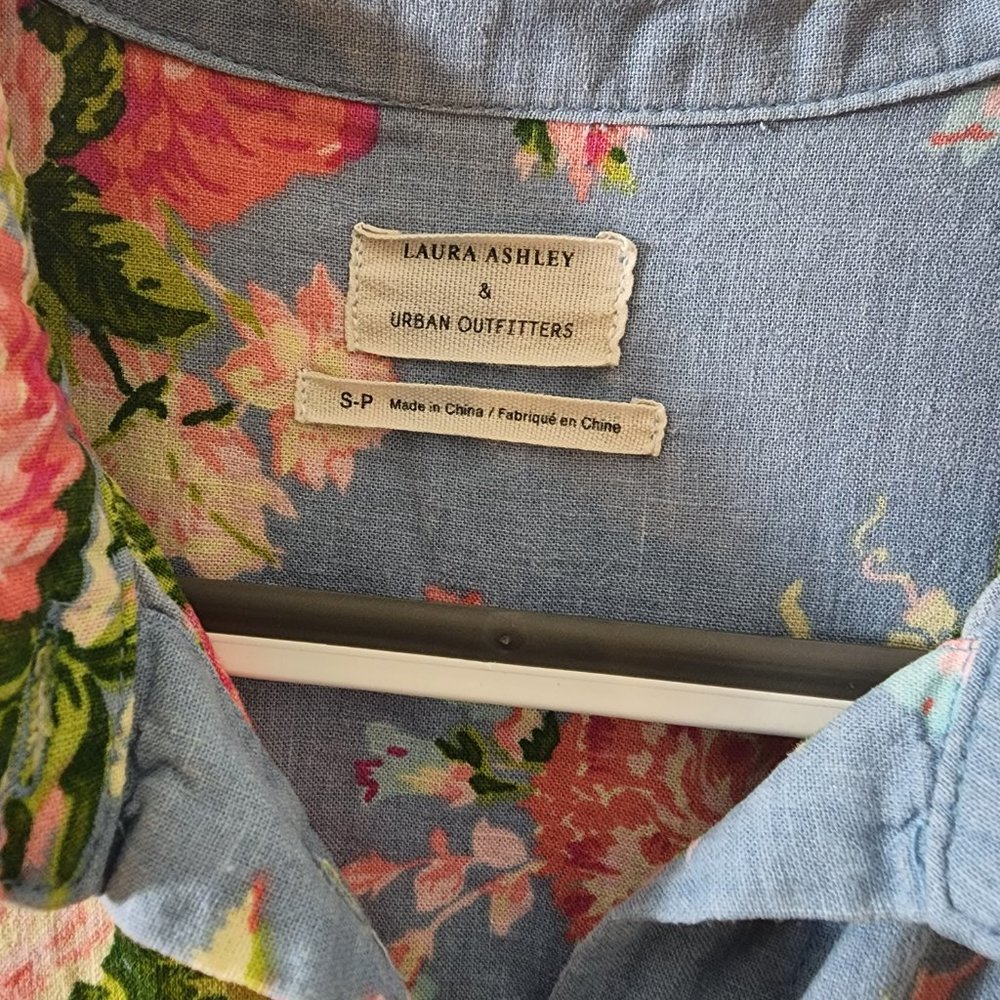 LAURA ASHLEY
&
URBAN OUTFITTERS
S-P Made in China / Fabriqué en Chine